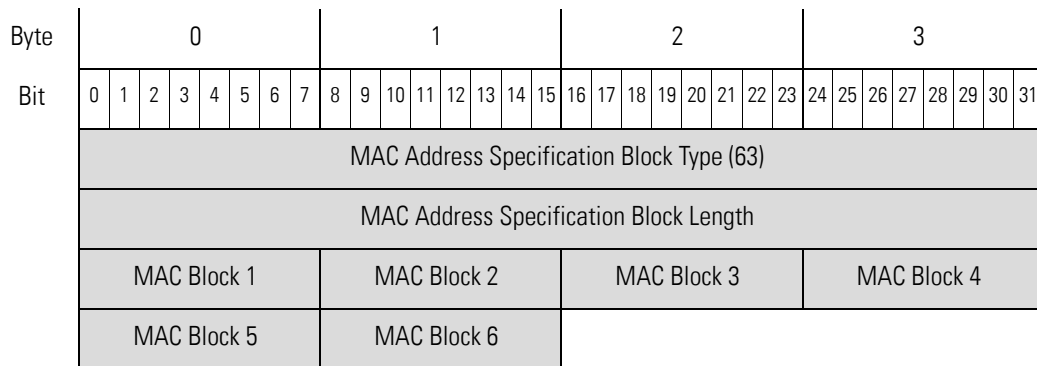 Byte 0 1 2 3
Bit 0 1 2 3 4 5 6 7 8 9 10 11 12 13 14 15 16 17 18 19 20 21 22 23 24 25 26 27 28 29 30 31
MAC Address Specification Block Type (63)
MAC Address Specification Block Length
MAC Block 1 MAC Block 2 MAC Block 3 MAC Block 4
MAC Block 5 MAC Block 6